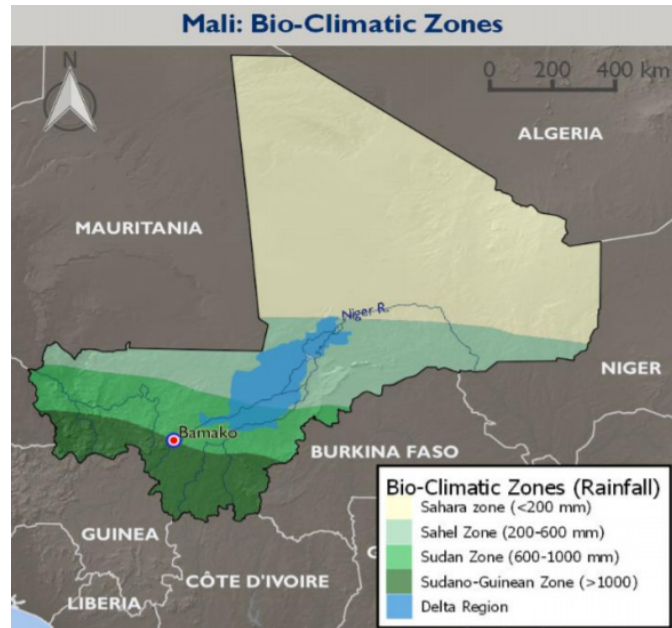 Mali: Bio-Climatic Zones
N
0 200 400 km
ALGERIA
MAURITANIA
Niger R.
NIGER
Bamako
BURKINA FASO
GUINEA
CÔTE D'IVOIRE
LIBERIA
G
Bio-Climatic Zones (Rainfall)
Sahara zone (<200 mm)
Sahel Zone (200-600 mm)
Sudan Zone (600-1000 mm)
Sudano-Guinean Zone (>1000)
Delta Region